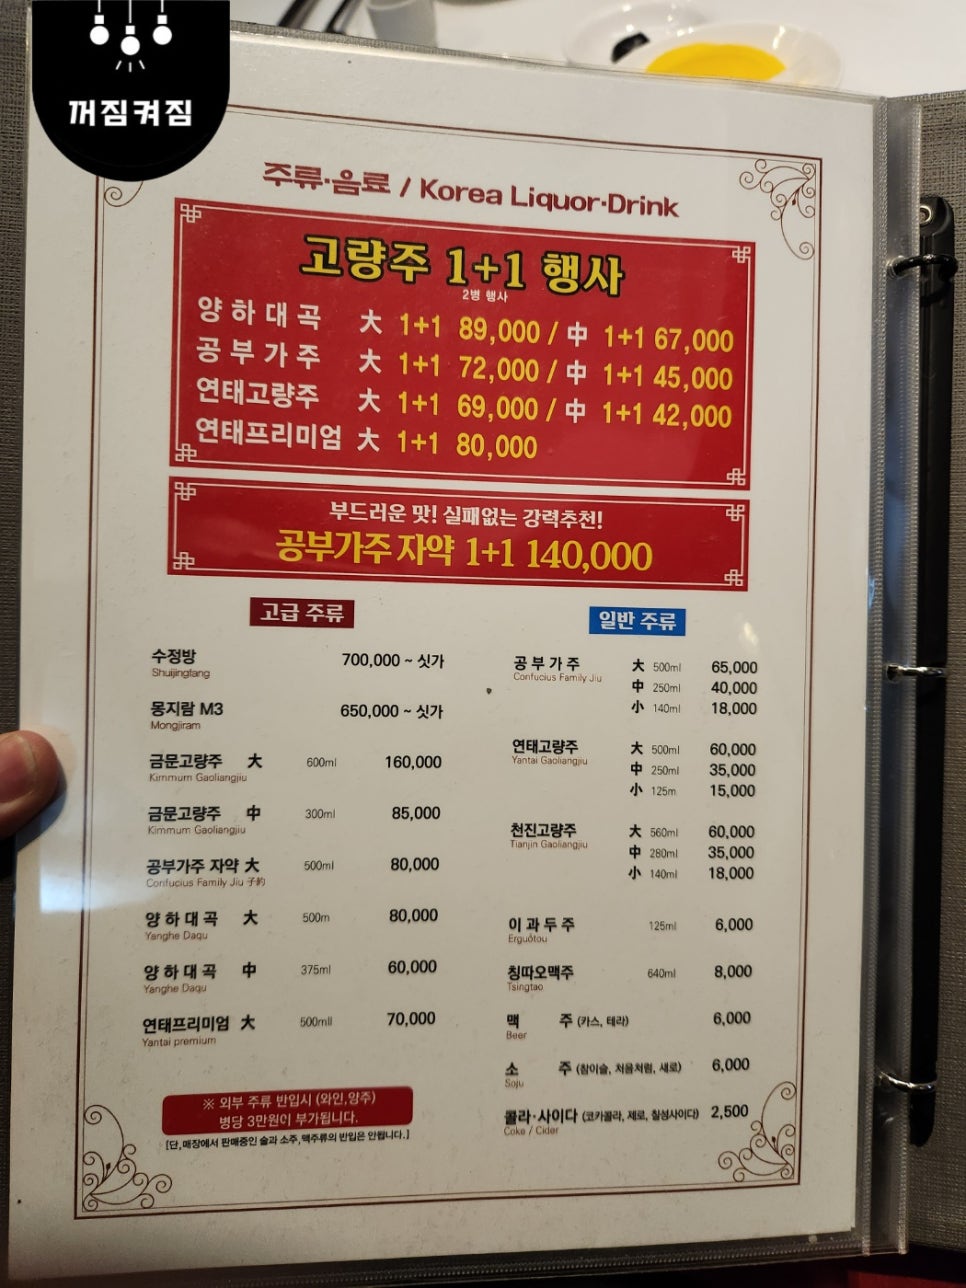 꺼짐켜짐
주류·음료 / Korea Liquor·Drink
고량주 1+1 행사
2병 행사
양하대곡 大 1+1 89,000 / 中 1+1 67,000
공부가주 大 1+1 72,000 / 中 1+1 45,000
연태고량주 大 1+1 69,000 / 中 1+1 42,000
연태프리미엄 大 1+1 80,000
부드러운 맛! 실패없는 강력추천!
공부가주 자약 1+1 140,000
고급 주류
수정방 700,000 ~ 싯가
Shuijingfang
몽지람 M3 650,000 ~ 싯가
Mongjiram
금문고량주 大 600ml 160,000
Kimmum Gaoliangjiu
금문고량주 中 300ml 85,000
Kimmum Gaoliangjiu
공부가주 자약 大 500ml 80,000
Confucius Family Jiu 子約
양하대곡 大 500m 80,000
Yanghe Daqu
양하대곡 中 375ml 60,000
Yanghe Daqu
연태프리미엄 大 500mll 70,000
Yantai premium
※ 외부 주류 반입시 (와인,양주)
병당 3만원이 부가됩니다.
[단,매장에서 판매중인 술과 소주,맥주류의 반입은 안됩니다.]
일반 주류
공부가주 大 500ml 65,000
Confucius Family Jiu
中 250ml 40,000
小 140ml 18,000
연태고량주 大 500ml 60,000
Yantai Gaoliangjiu
中 250ml 35,000
小 125m 15,000
천진고량주 大 560ml 60,000
Tianjin Gaoliangjiu
中 280ml 35,000
小 140ml 18,000
이과두주 125ml 6,000
Erguôtou
칭따오맥주 640ml 8,000
Tsingtao
맥 주 (카스, 테라) 6,000
Beer
소 주 (참이슬, 처음처럼, 새로) 6,000
Soju
콜라·사이다 (코카콜라, 제로, 칠성사이다) 2,500
Coke / Cider